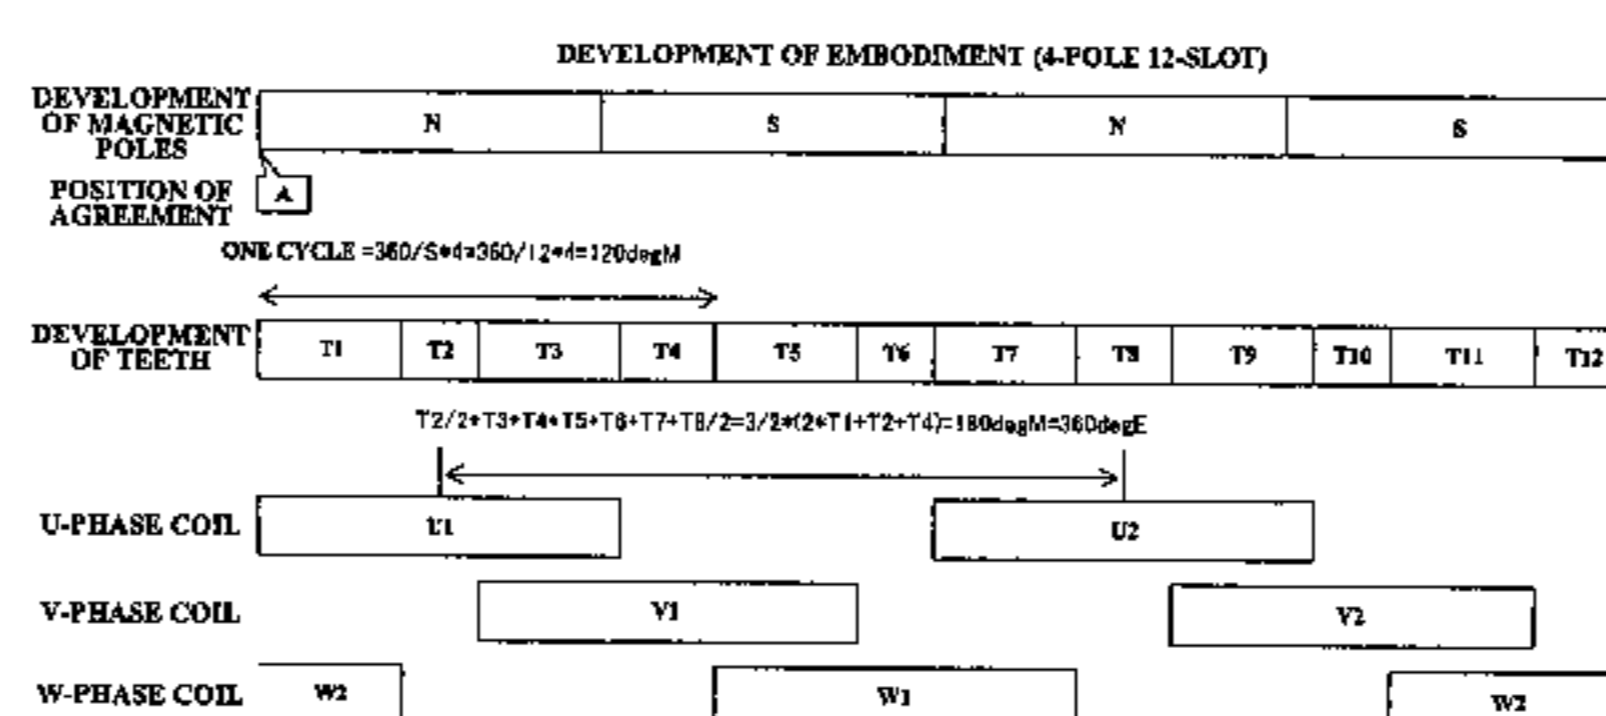 DEVELOPMENT OF EMBODIMENT (4-POLE 12-SLOT)
DEVELOPMENT
OF MAGNETIC
POLES
N S N S
POSITION OF
AGREEMENT
A
ONE CYCLE =360/S*4=360/12*4=120degM
DEVELOPMENT
OF TEETH
T1 T2 T3 T4 T5 T6 T7 T8 T9 T10 T11 T12
T2/2+T3+T4+T5+T6+T7+T8/2=3/2*(2*T1+T2+T4)=180degM=360degE
U-PHASE COIL U1 U2
V-PHASE COIL V1 V2
W-PHASE COIL W2 W1 W2